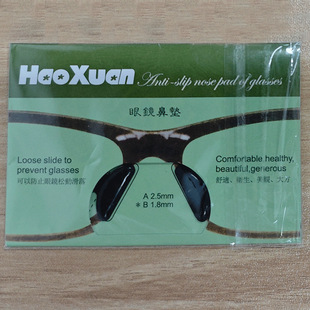 HaoXuan
Anti-slip nose pad of glasses
眼鏡鼻墊
Loose slide to
prevent glasses
可以防止眼鏡松動滑落
Comfortable healthy,
beautiful,generous
舒適、衛生、美觀、大方
A 2.5mm
* B 1.8mm